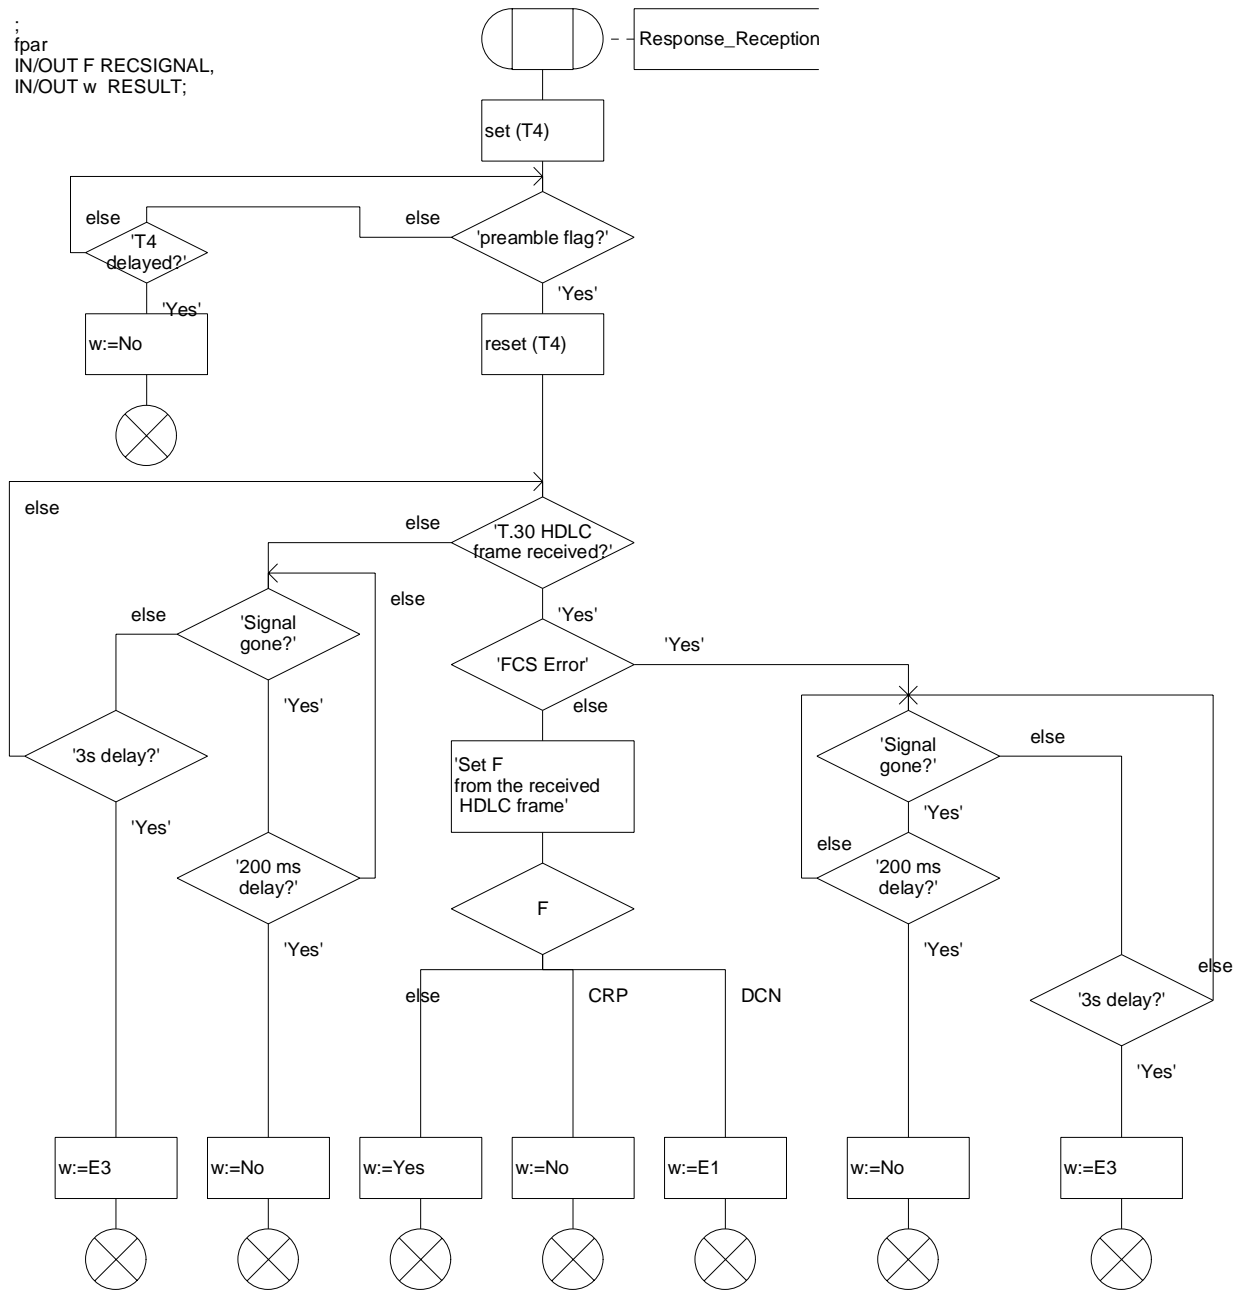 ;
fpar
IN/OUT F RECSIGNAL,
IN/OUT w  RESULT;
Response_Reception
set (T4)
else
else
'T4
delayed?'
'preamble flag?'
'Yes'
'Yes'
w:=No
reset (T4)
else
else
'T.30 HDLC
frame received?'
else
else
'Signal
gone?'
'Yes'
'Yes'
'FCS Error'
'Yes'
else
'3s delay?'
'Set F
from the received
HDLC frame'
'Signal
gone?'
else
'Yes'
'Yes'
else
'200 ms
delay?'
'200 ms
delay?'
F
'Yes'
'Yes'
else
CRP
DCN
else
'3s delay?'
'Yes'
w:=E3
w:=No
w:=Yes
w:=No
w:=E1
w:=No
w:=E3